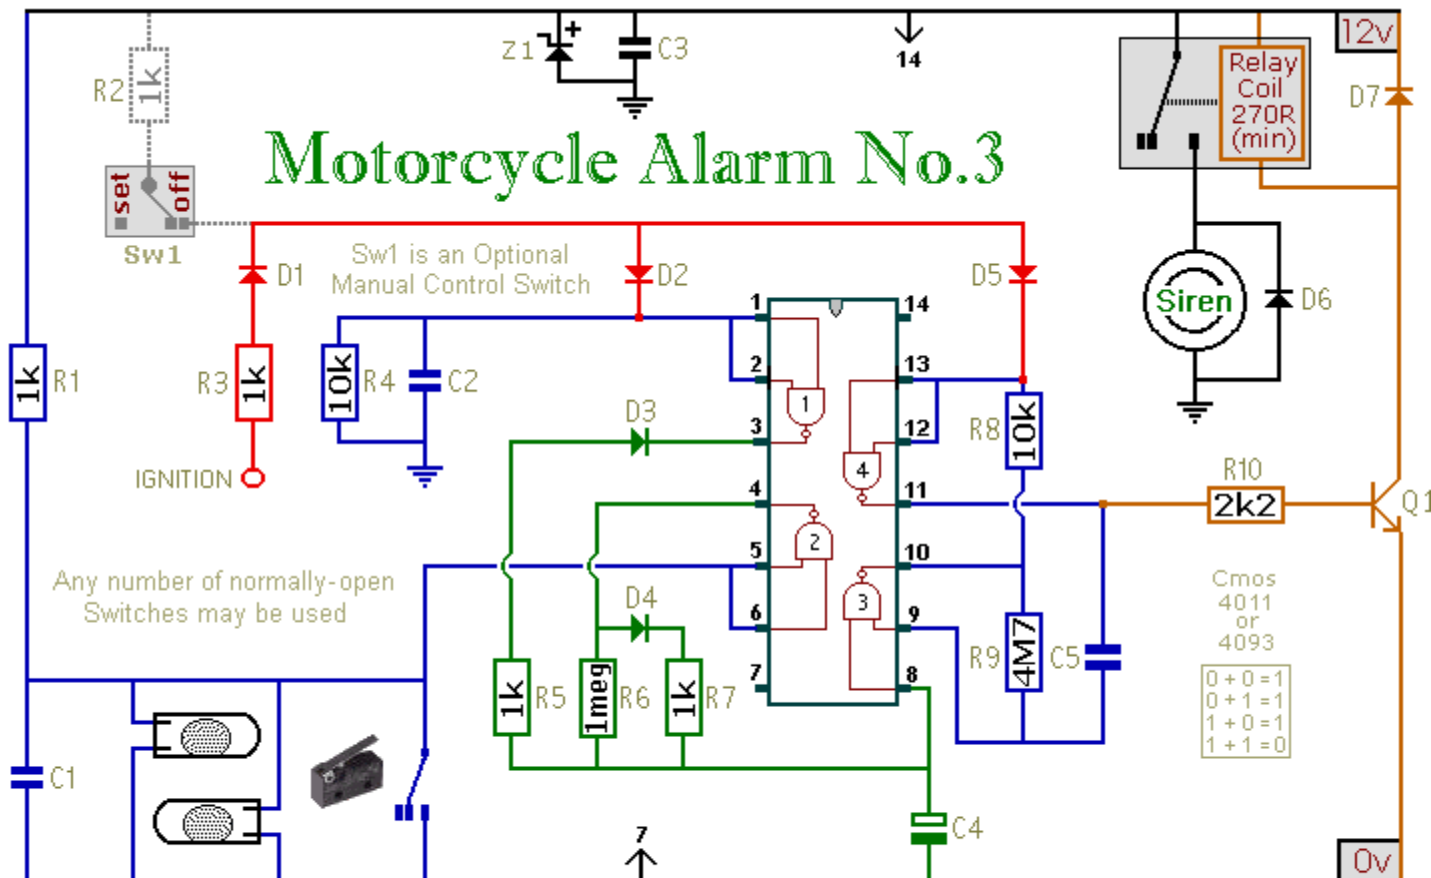 12v
Z1
+
C3
14
R2
1k
Relay
Coil
270R
(min)
D7
Motorcycle Alarm No.3
set
off
Sw1
Sw1 is an Optional
Manual Control Switch
D1
D2
D5
Siren
D6
1
14
R1
1k
R3
1k
R4
10k
C2
2
13
1
D3
3
12
R8
10k
IGNITION
4
R10
2k2
Q1
4
11
2
5
10
Any number of normally-open
Switches may be used
D4
3
Cmos
4011
or
4093
6
9
R9
4M7
C5
7
8
R5
1k
R6
1meg
R7
1k
0 + 0 = 1
0 + 1 = 1
1 + 0 = 1
1 + 1 = 0
C1
C4
7
0v